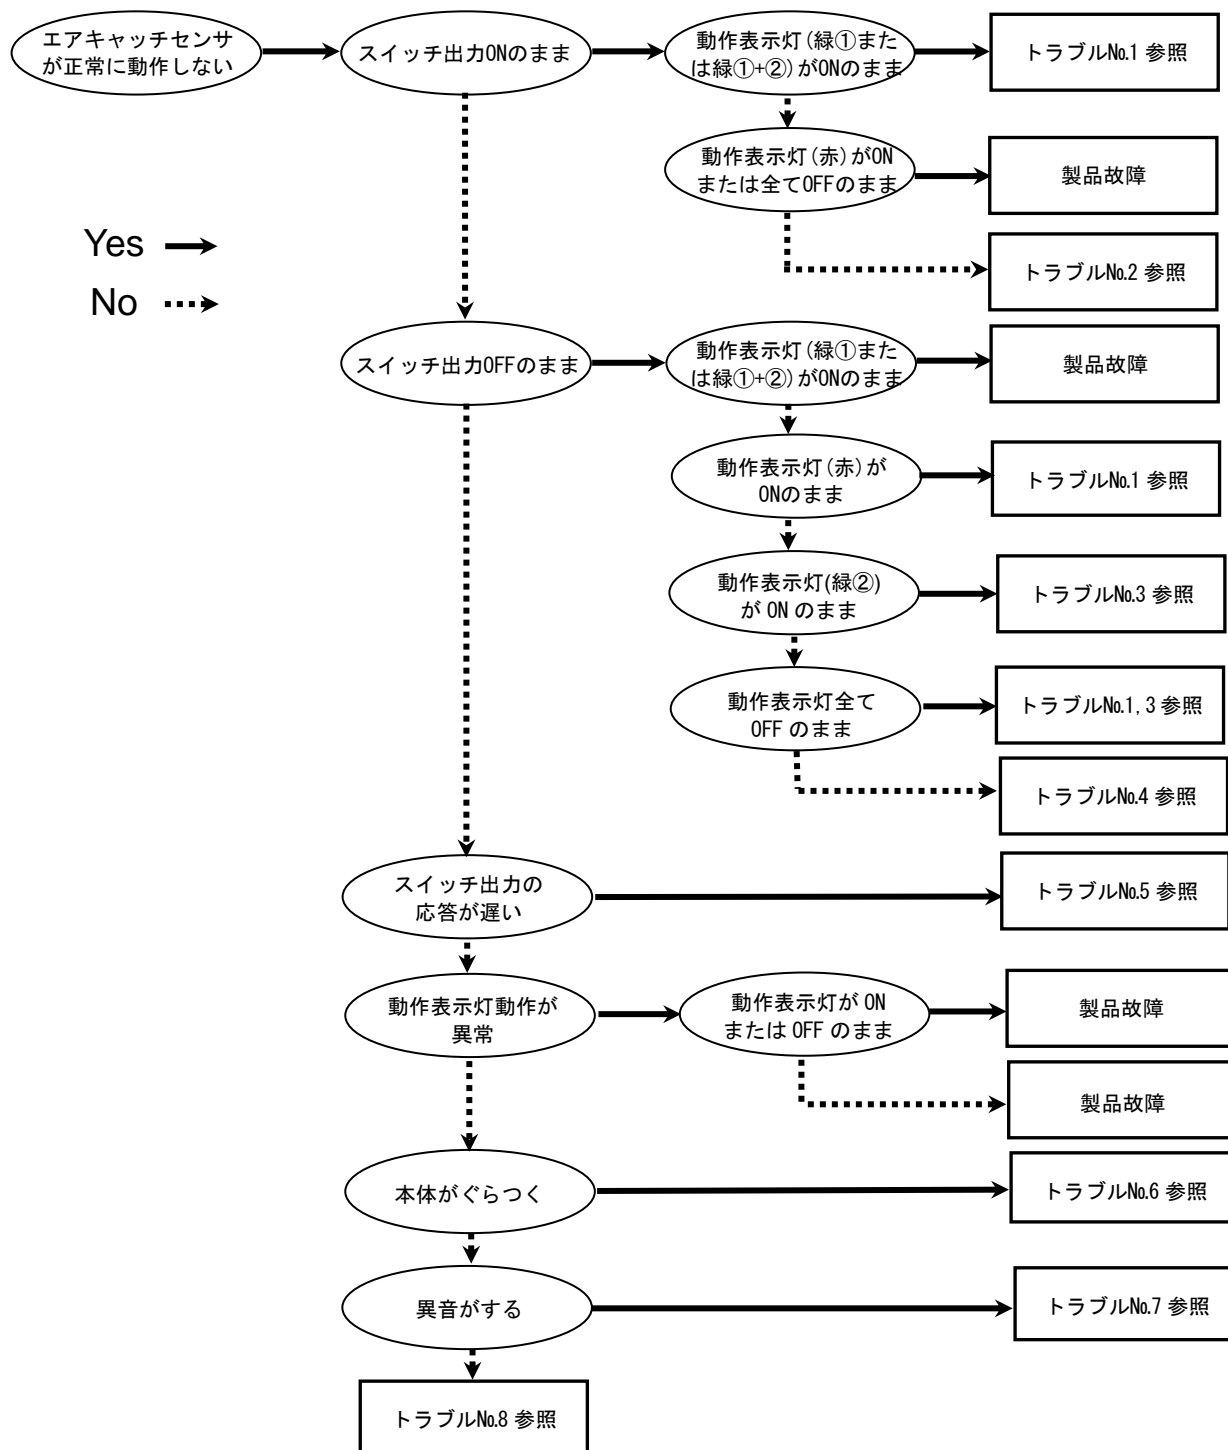 エアキャッチセンサ
が正常に動作しない
スイッチ出力ONのまま
動作表示灯(緑①また
は緑①+②)がONのまま
トラブル№1 参照
動作表示灯(赤)がON
または全てOFFのまま
製品故障
Yes
No
トラブル№2 参照
スイッチ出力OFFのまま
動作表示灯(緑①また
は緑①+②)がONのまま
製品故障
動作表示灯(赤)が
ONのまま
トラブル№1 参照
動作表示灯(緑②)
が ON のまま
トラブル№3 参照
動作表示灯全て
OFF のまま
トラブル№1,3 参照
トラブル№4 参照
スイッチ出力の
応答が遅い
トラブル№5 参照
動作表示灯動作が
異常
動作表示灯が ON
または OFF のまま
製品故障
製品故障
本体がぐらつく
トラブル№6 参照
異音がする
トラブル№7 参照
トラブル№8 参照